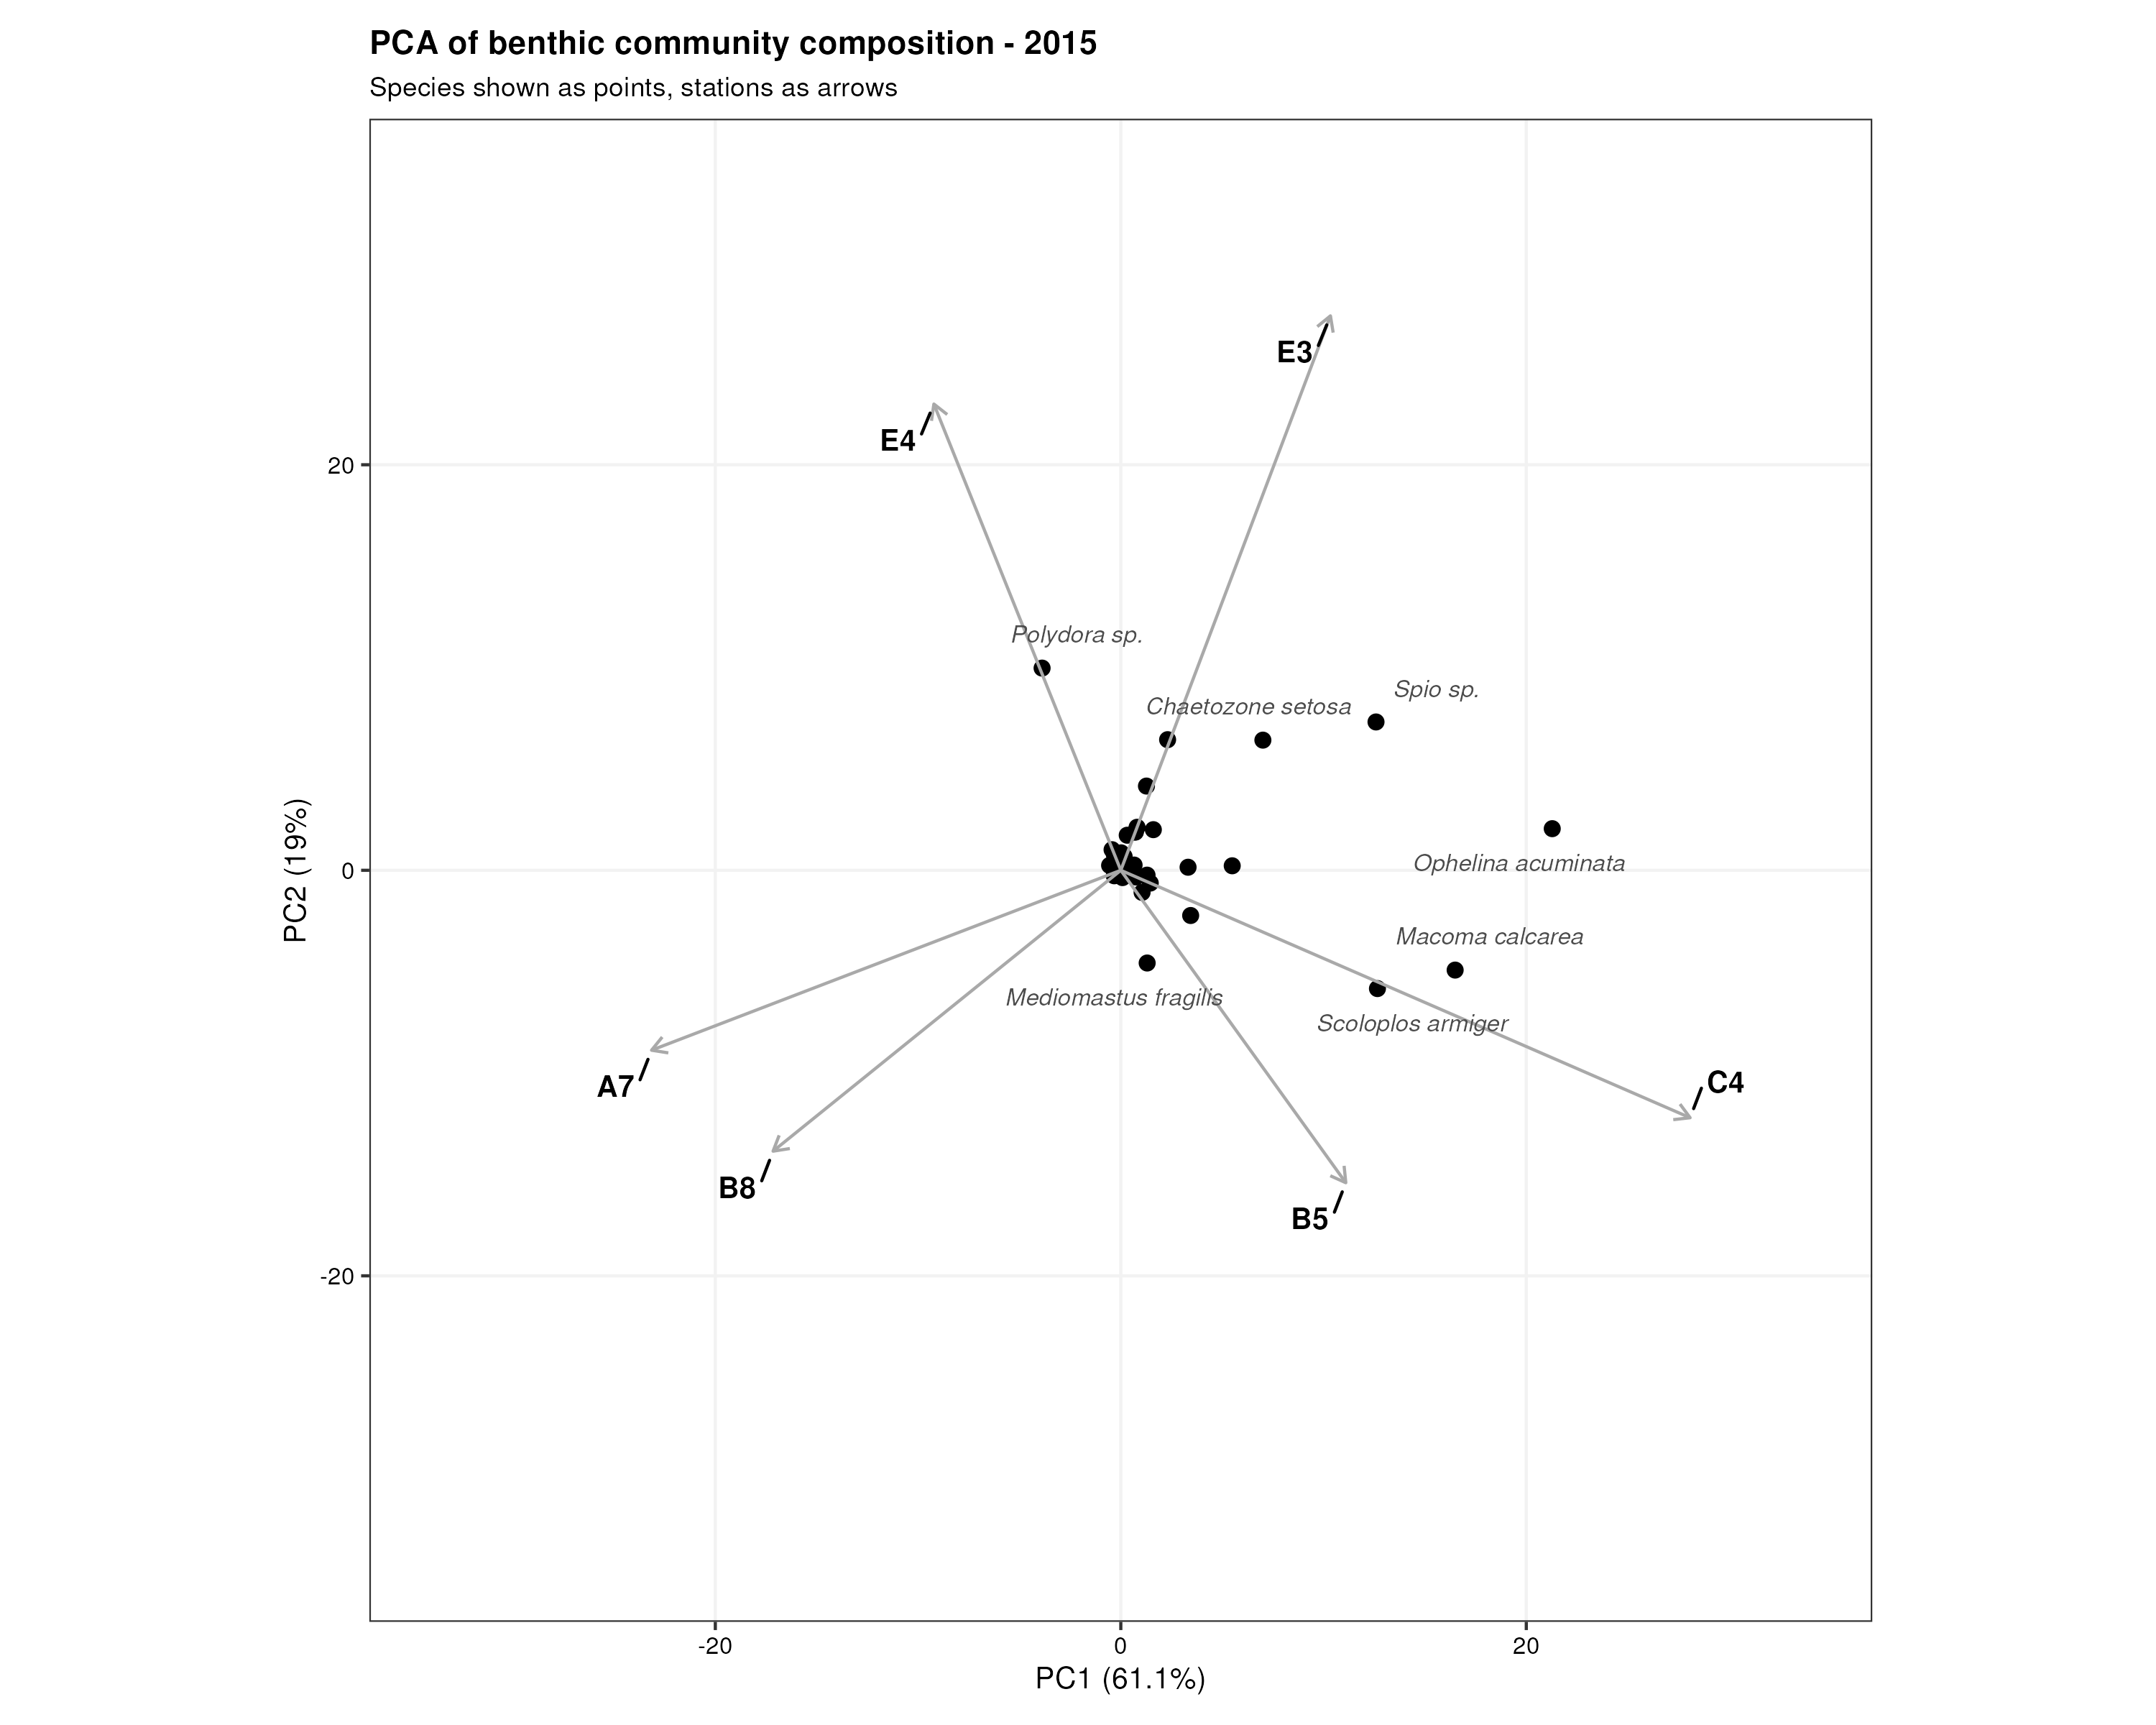 PCA of benthic community composition - 2015
Species shown as points, stations as arrows
E3
E4
20
Polydora sp.
Spio sp.
Chaetozone setosa
0
Ophelina acuminata
Macoma calcarea
Mediomastus fragilis
Scoloplos armiger
A7
C4
B8
B5
-20
-20
0
20
PC1 (61.1%)
PC2 (19%)